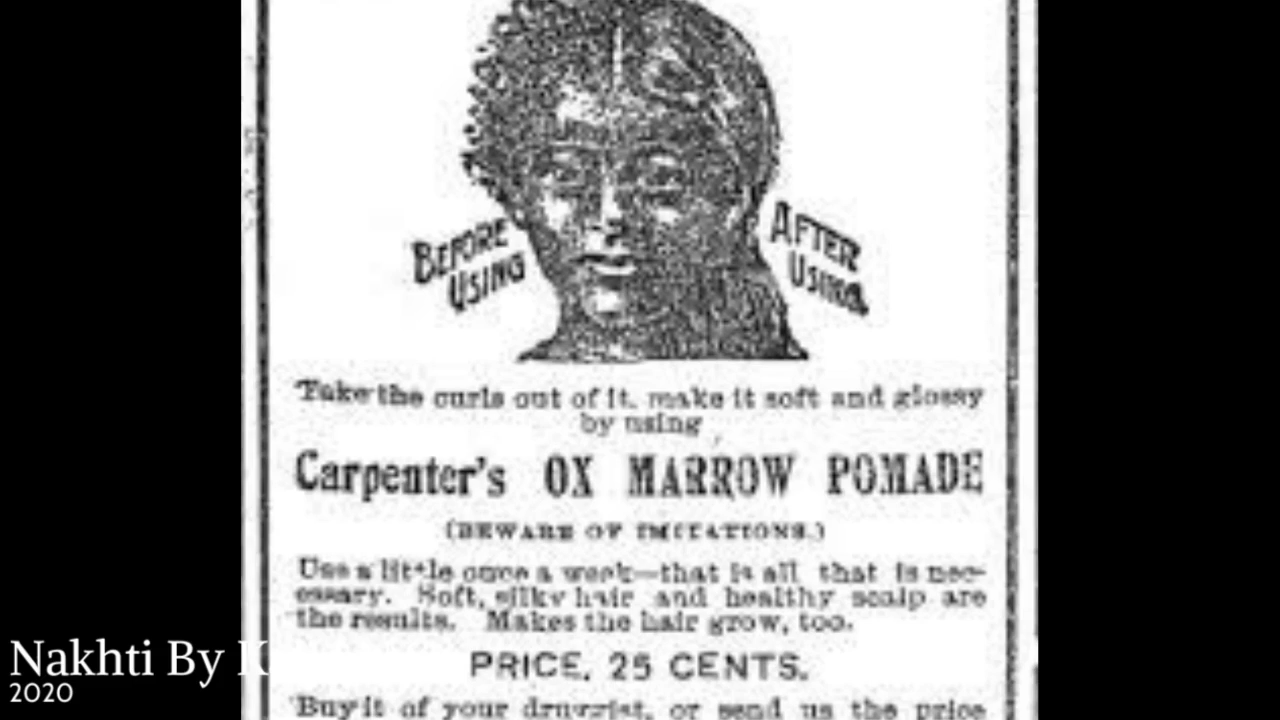 BEFORE
USING
AFTER
USING.
Take the curls out of it, make it soft and glossy
by using
Carpenter's OX MARROW POMADE
(BEWARE OF IMITATIONS.)
Use a little once a week—that is all that is nec-
essary. Soft, silky hair and healthy scalp are
the results. Makes the hair grow, too.
PRICE, 25 CENTS.
Buy it of your druggist, or send us the price
Nakhti By K
2020